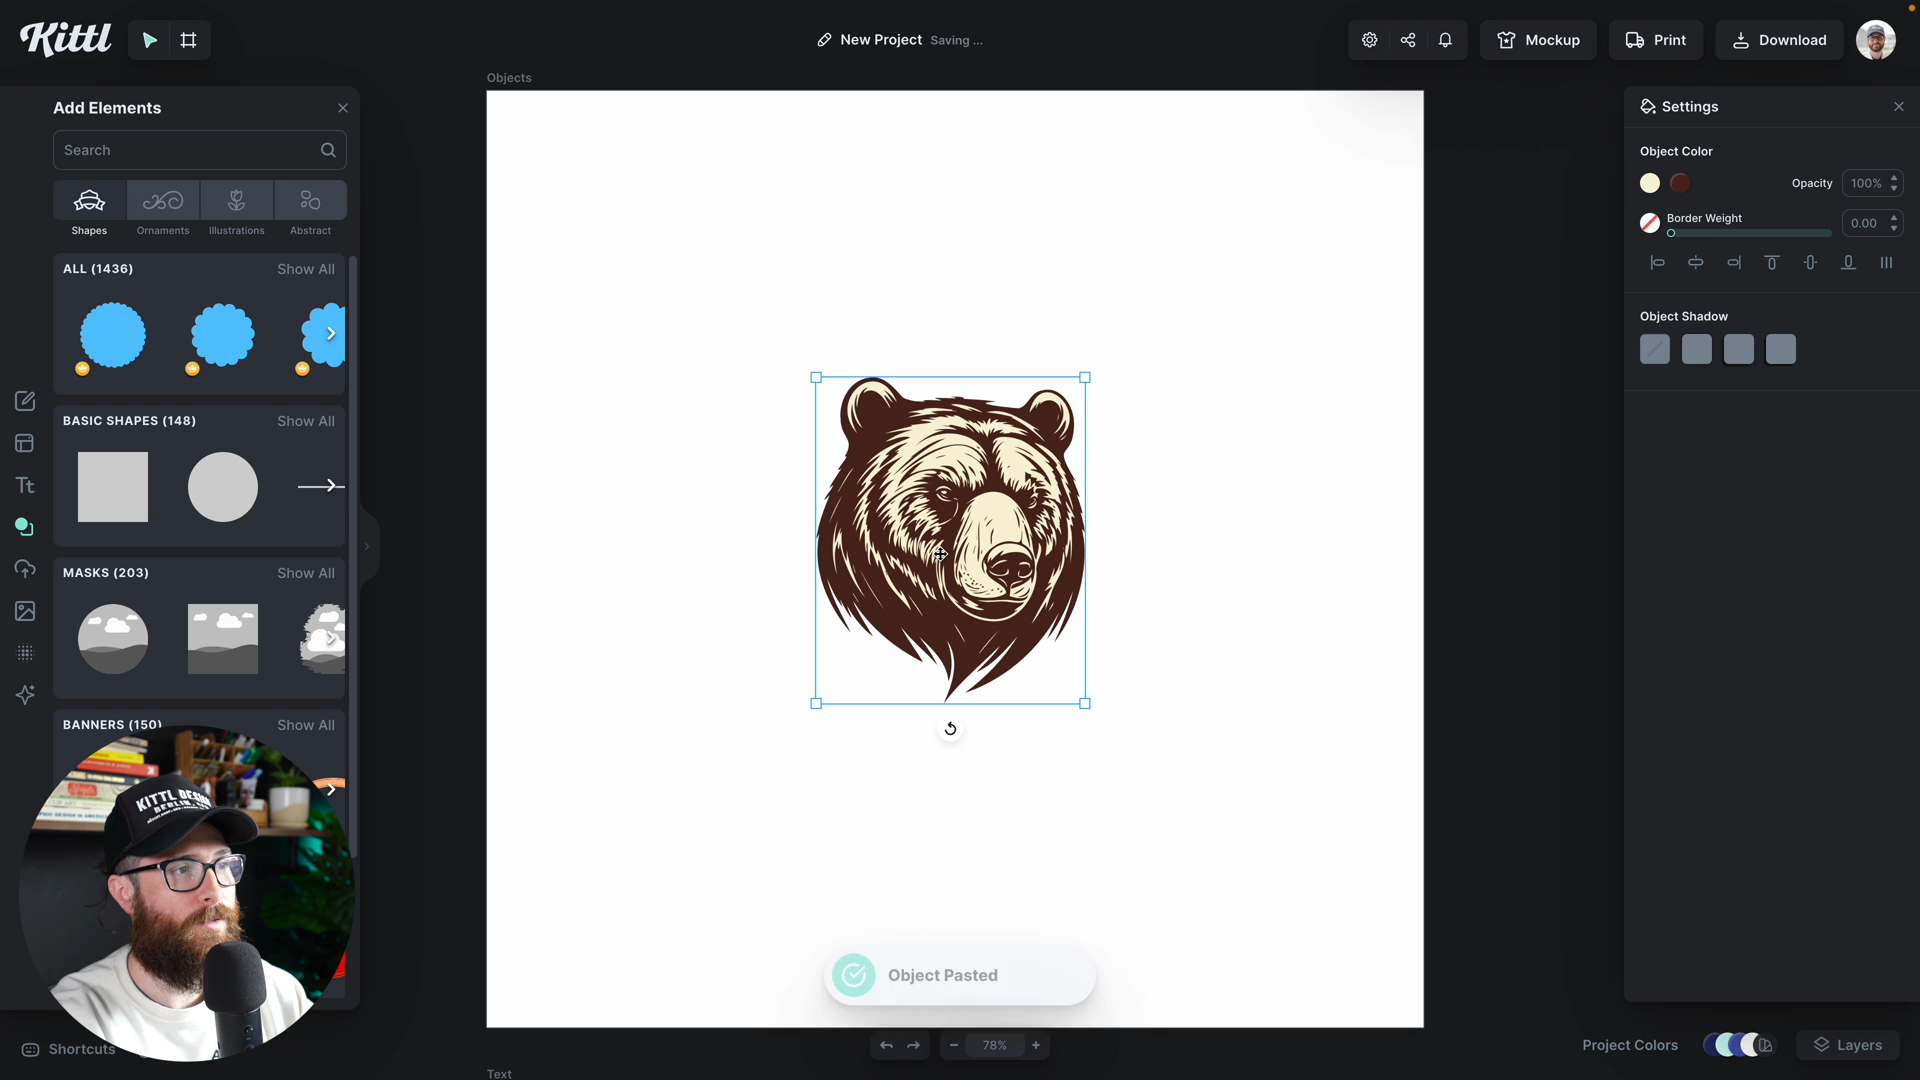 Kittl
New Project
Saving ...
Mockup
Print
Download
Objects
Add Elements
Search
Shapes
Ornaments
Illustrations
Abstract
ALL (1436)
Show All
BASIC SHAPES (148)
Show All
MASKS (203)
Show All
BANNERS (150)
Show All
KITTL DESIGN
BERLIN
Shortcuts
Settings
Object Color
Opacity
100%
Border Weight
0.00
Object Shadow
Object Pasted
78%
Text
Project Colors
Layers